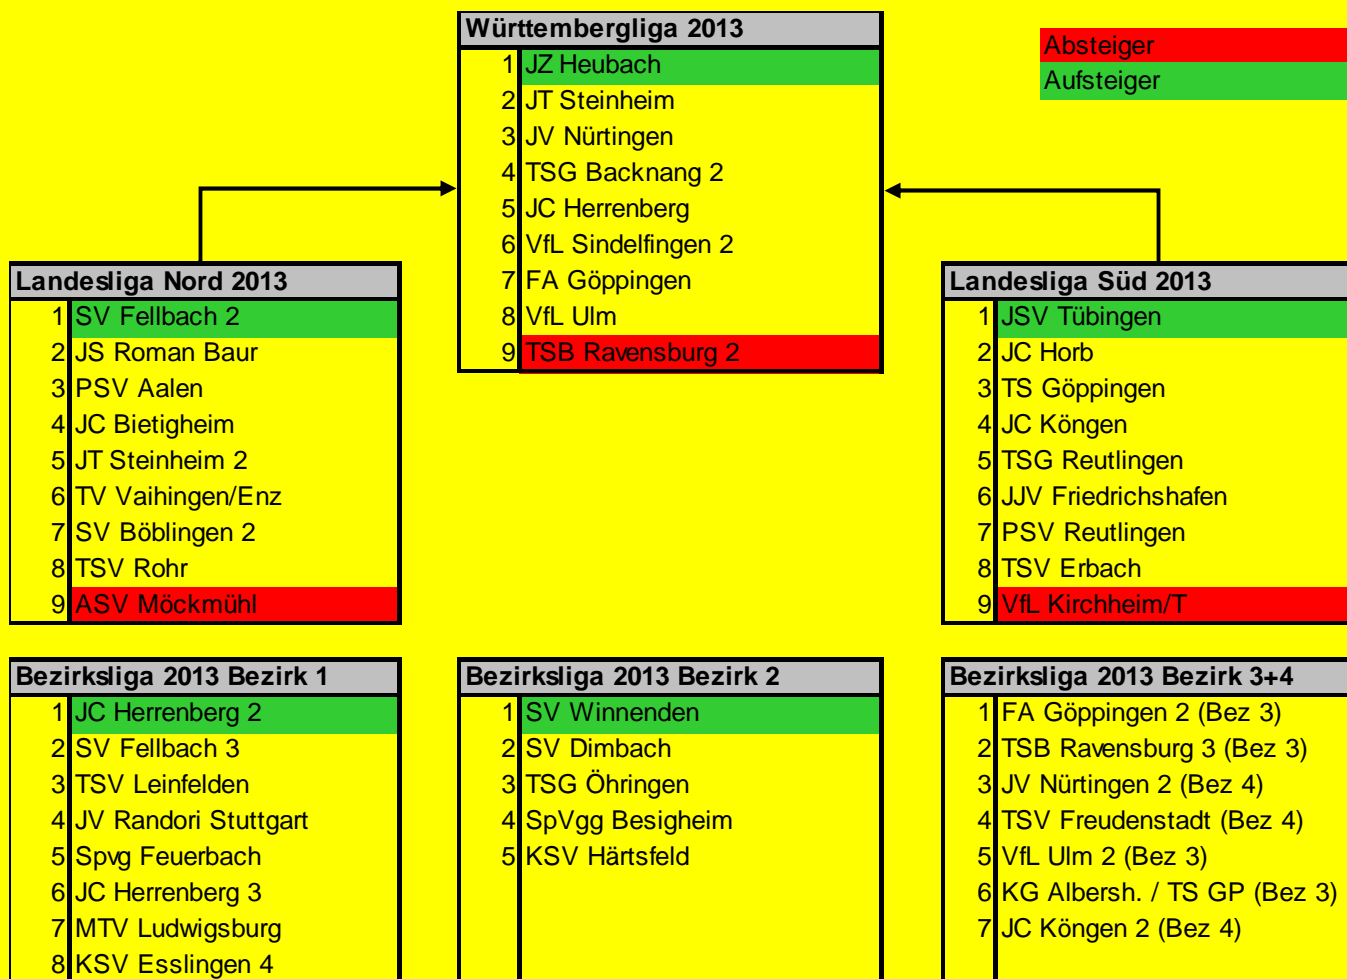 Württembergliga 2013
1 JZ Heubach
2 JT Steinheim
3 JV Nürtingen
4 TSG Backnang 2
5 JC Herrenberg
6 VfL Sindelfingen 2
7 FA Göppingen
8 VfL Ulm
9 TSB Ravensburg 2
Absteiger
Aufsteiger
Landesliga Nord 2013
1 SV Fellbach 2
2 JS Roman Baur
3 PSV Aalen
4 JC Bietigheim
5 JT Steinheim 2
6 TV Vaihingen/Enz
7 SV Böblingen 2
8 TSV Rohr
9 ASV Möckmühl
Landesliga Süd 2013
1 JSV Tübingen
2 JC Horb
3 TS Göppingen
4 JC Köngen
5 TSG Reutlingen
6 JJV Friedrichshafen
7 PSV Reutlingen
8 TSV Erbach
9 VfL Kirchheim/T
Bezirksliga 2013 Bezirk 1
1 JC Herrenberg 2
2 SV Fellbach 3
3 TSV Leinfelden
4 JV Randori Stuttgart
5 Spvg Feuerbach
6 JC Herrenberg 3
7 MTV Ludwigsburg
8 KSV Esslingen 4
Bezirksliga 2013 Bezirk 2
1 SV Winnenden
2 SV Dimbach
3 TSG Öhringen
4 SpVgg Besigheim
5 KSV Härtsfeld
Bezirksliga 2013 Bezirk 3+4
1 FA Göppingen 2 (Bez 3)
2 TSB Ravensburg 3 (Bez 3)
3 JV Nürtingen 2 (Bez 4)
4 TSV Freudenstadt (Bez 4)
5 VfL Ulm 2 (Bez 3)
6 KG Albersh. / TS GP (Bez 3)
7 JC Köngen 2 (Bez 4)